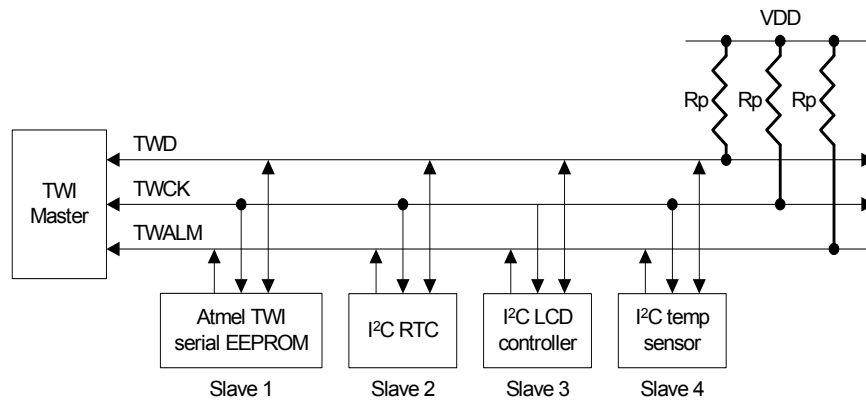 VDD
Rp Rp Rp
TWD
TWI
Master
TWCK
TWALM
Atmel TWI
serial EEPROM
I²C RTC
I²C LCD
controller
I²C temp
sensor
Slave 1 Slave 2 Slave 3 Slave 4